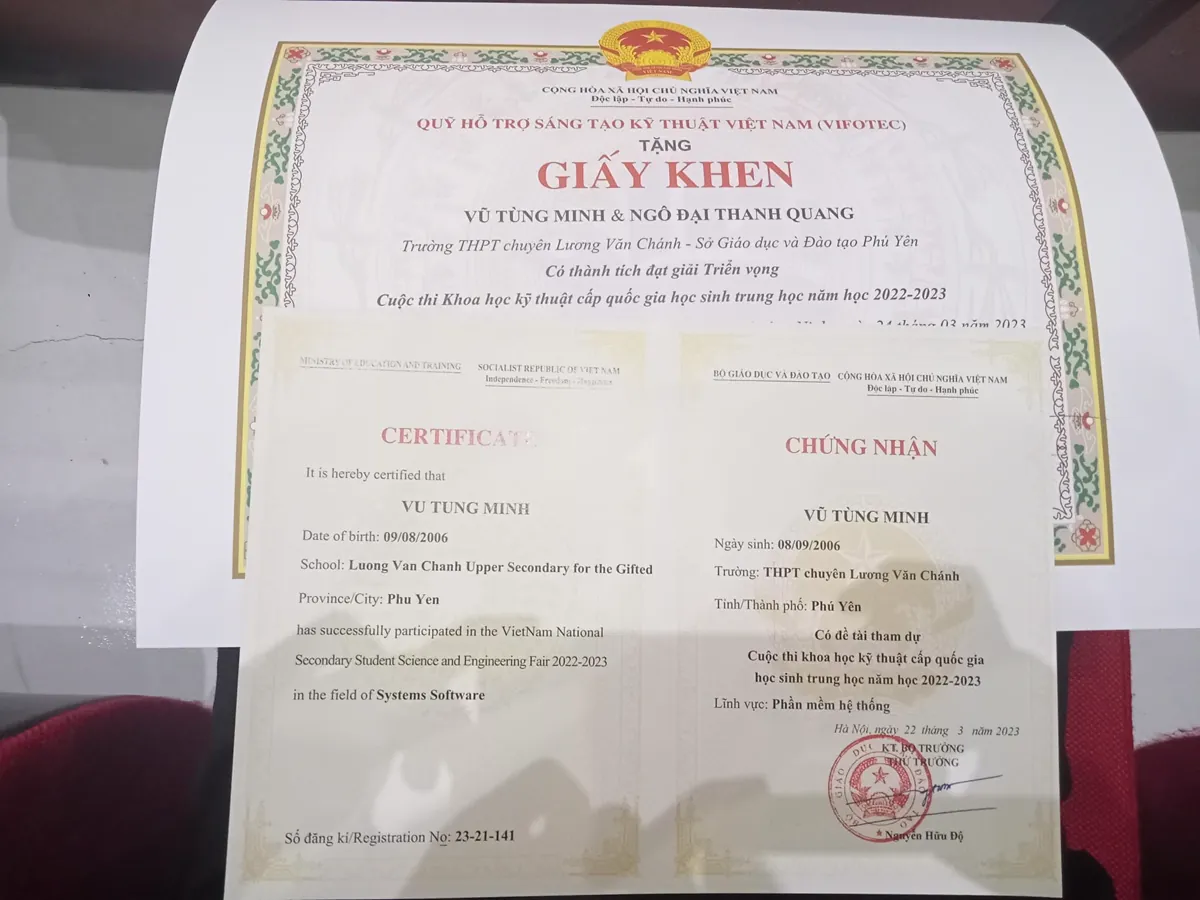 CỘNG HÒA XÃ HỘI CHỦ NGHĨA VIỆT NAM
Độc lập - Tự do - Hạnh phúc
QUỸ HỖ TRỢ SÁNG TẠO KỸ THUẬT VIỆT NAM (VIFOTEC)
TẶNG
GIẤY KHEN
VŨ TÙNG MINH & NGÔ ĐẠI THANH QUANG
Trường THPT chuyên Lương Văn Chánh - Sở Giáo dục và Đào tạo Phú Yên
Có thành tích đạt giải Triển vọng
Cuộc thi Khoa học kỹ thuật cấp quốc gia học sinh trung học năm học 2022-2023
24 tháng 03 năm 2023
MINISTRY OF EDUCATION AND TRAINING
SOCIALIST REPUBLIC OF VIET NAM
Independence - Freedom - Happiness
CERTIFICATE
It is hereby certified that
VU TUNG MINH
Date of birth: 09/08/2006
School: Luong Van Chanh Upper Secondary for the Gifted
Province/City: Phu Yen
has successfully participated in the VietNam National
Secondary Student Science and Engineering Fair 2022-2023
in the field of Systems Software
Số đăng kí/Registration No: 23-21-141
BỘ GIÁO DỤC VÀ ĐÀO TẠO
CỘNG HÒA XÃ HỘI CHỦ NGHĨA VIỆT NAM
Độc lập - Tự do - Hạnh phúc
CHỨNG NHẬN
VŨ TÙNG MINH
Ngày sinh: 08/09/2006
Trường: THPT chuyên Lương Văn Chánh
Tỉnh/Thành phố: Phú Yên
Có đề tài tham dự
Cuộc thi khoa học kỹ thuật cấp quốc gia
học sinh trung học năm học 2022-2023
Lĩnh vực: Phần mềm hệ thống
Hà Nội, ngày 22 tháng 3 năm 2023
KT. BỘ TRƯỞNG
THỨ TRƯỞNG
Nguyễn Hữu Độ